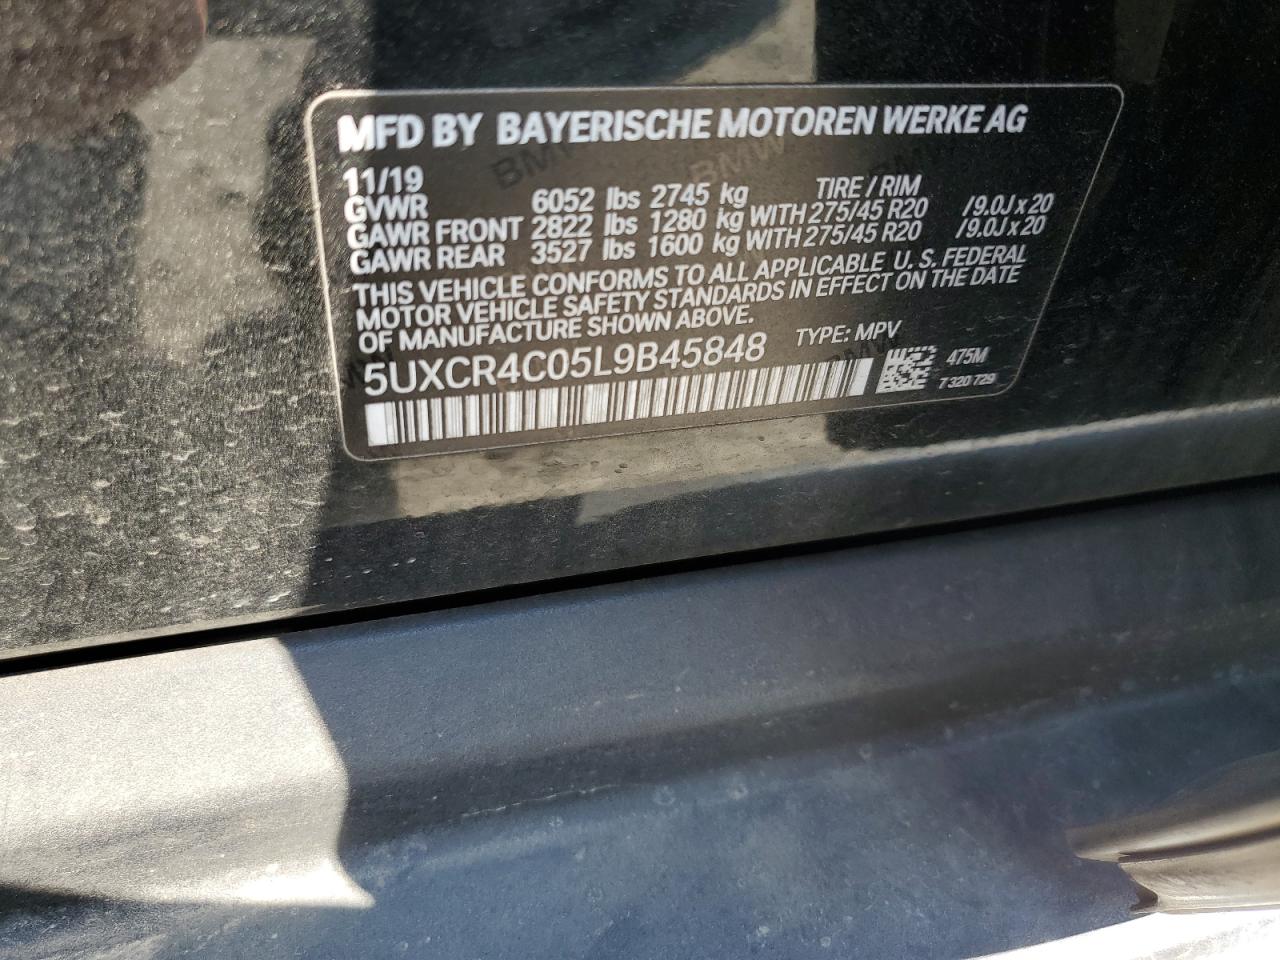 MFD BY BAYERISCHE MOTOREN WERKE AG
11/19 TIRE / RIM
GVWR 6052 lbs 2745 kg
GAWR FRONT 2822 lbs 1280 kg WITH 275/45 R20 /9.0J x 20
GAWR REAR 3527 lbs 1600 kg WITH 275/45 R20 /9.0J x 20
THIS VEHICLE CONFORMS TO ALL APPLICABLE U. S. FEDERAL
MOTOR VEHICLE SAFETY STANDARDS IN EFFECT ON THE DATE
OF MANUFACTURE SHOWN ABOVE.
5UXCR4C05L9B45848 TYPE: MPV
475M
7 320 729